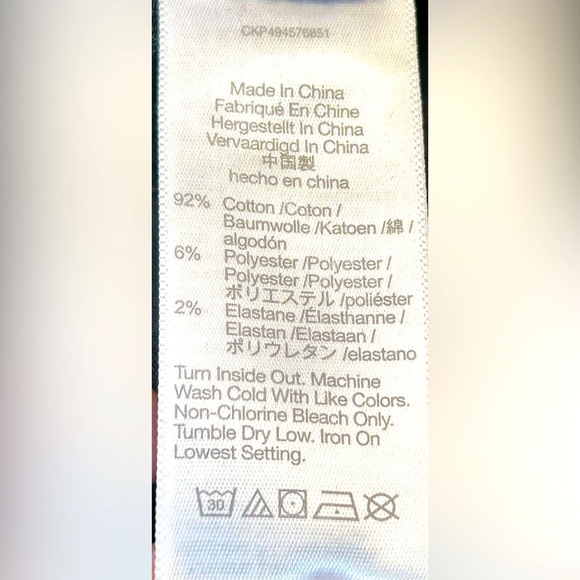 CKP494576851
Made In China
Fabriqué En Chine
Hergestellt In China
Vervaardigd In China
中国製
hecho en china
92% Cotton /Coton /
Baumwolle /Katoen /綿 /
algodón
6% Polyester /Polyester /
Polyester /Polyester /
ポリエステル /poliéster
2% Elastane /Élasthanne /
Elastan /Elastaan /
ポリウレタン /elastano
Turn Inside Out. Machine
Wash Cold With Like Colors.
Non-Chlorine Bleach Only.
Tumble Dry Low. Iron On
Lowest Setting.
30